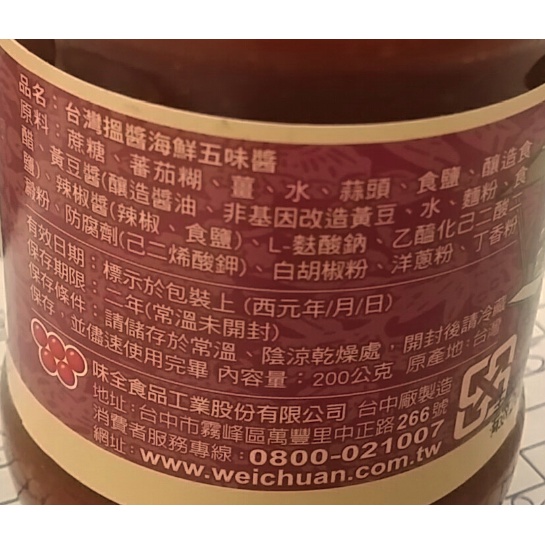 品名：台灣搵醬海鮮五味醬
原料：蔗糖、蕃茄糊、薑、水、蒜頭、食鹽、釀造食
醋、黃豆醬(釀造醬油、非基因改造黃豆、水、麵粉、食
鹽)、辣椒醬(辣椒、食鹽)、L-麩酸鈉、乙醯化己二酸二
澱粉、防腐劑(己二烯酸鉀)、白胡椒粉、洋蔥粉、丁香粉
有效日期：標示於包裝上 (西元年/月/日)
保存期限：二年(常溫未開封)
保存條件：請儲存於常溫、陰涼乾燥處，開封後請冷藏
保存，並儘速使用完畢 內容量：200公克 原產地：台灣
味全食品工業股份有限公司 台中廠製造
地址：台中市霧峰區萬豐里中正路266號
消費者服務專線：0800-021007
網址：www.weichuan.com.tw